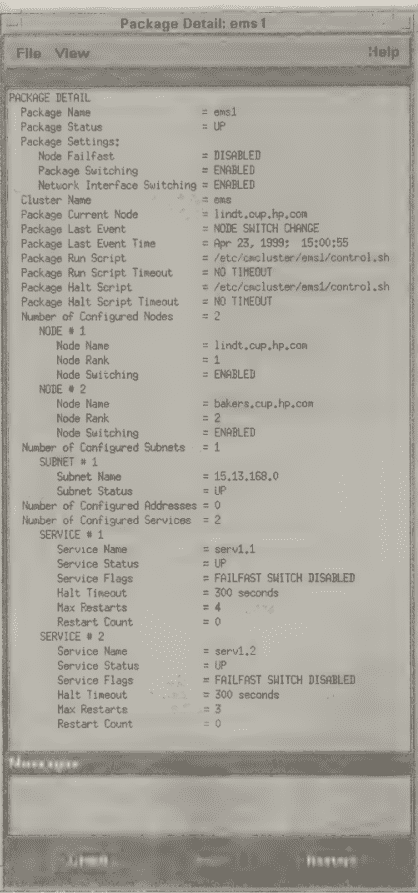 Package Detail: ems1
File View Help
PACKAGE DETAIL
Package Name = ems1
Package Status = UP
Package Settings:
Node Failfast = DISABLED
Package Switching = ENABLED
Network Interface Switching = ENABLED
Cluster Name = ems
Package Current Node = lindt.cup.hp.com
Package Last Event = NODE SWITCH CHANGE
Package Last Event Time = Apr 23, 1999; 15:00:55
Package Run Script = /etc/cmcluster/ems1/control.sh
Package Run Script Timeout = NO TIMEOUT
Package Halt Script = /etc/cmcluster/ems1/control.sh
Package Halt Script Timeout = NO TIMEOUT
Number of Configured Nodes = 2
NODE # 1
Node Name = lindt.cup.hp.com
Node Rank = 1
Node Switching = ENABLED
NODE # 2
Node Name = bakers.cup.hp.com
Node Rank = 2
Node Switching = ENABLED
Number of Configured Subnets = 1
SUBNET # 1
Subnet Name = 15.13.168.0
Subnet Status = UP
Number of Configured Addresses = 0
Number of Configured Services = 2
SERVICE # 1
Service Name = serv1.1
Service Status = UP
Service Flags = FAILFAST SWITCH DISABLED
Halt Timeout = 300 seconds
Max Restarts = 4
Restart Count = 0
SERVICE # 2
Service Name = serv1.2
Service Status = UP
Service Flags = FAILFAST SWITCH DISABLED
Halt Timeout = 300 seconds
Max Restarts = 3
Restart Count = 0
Messages